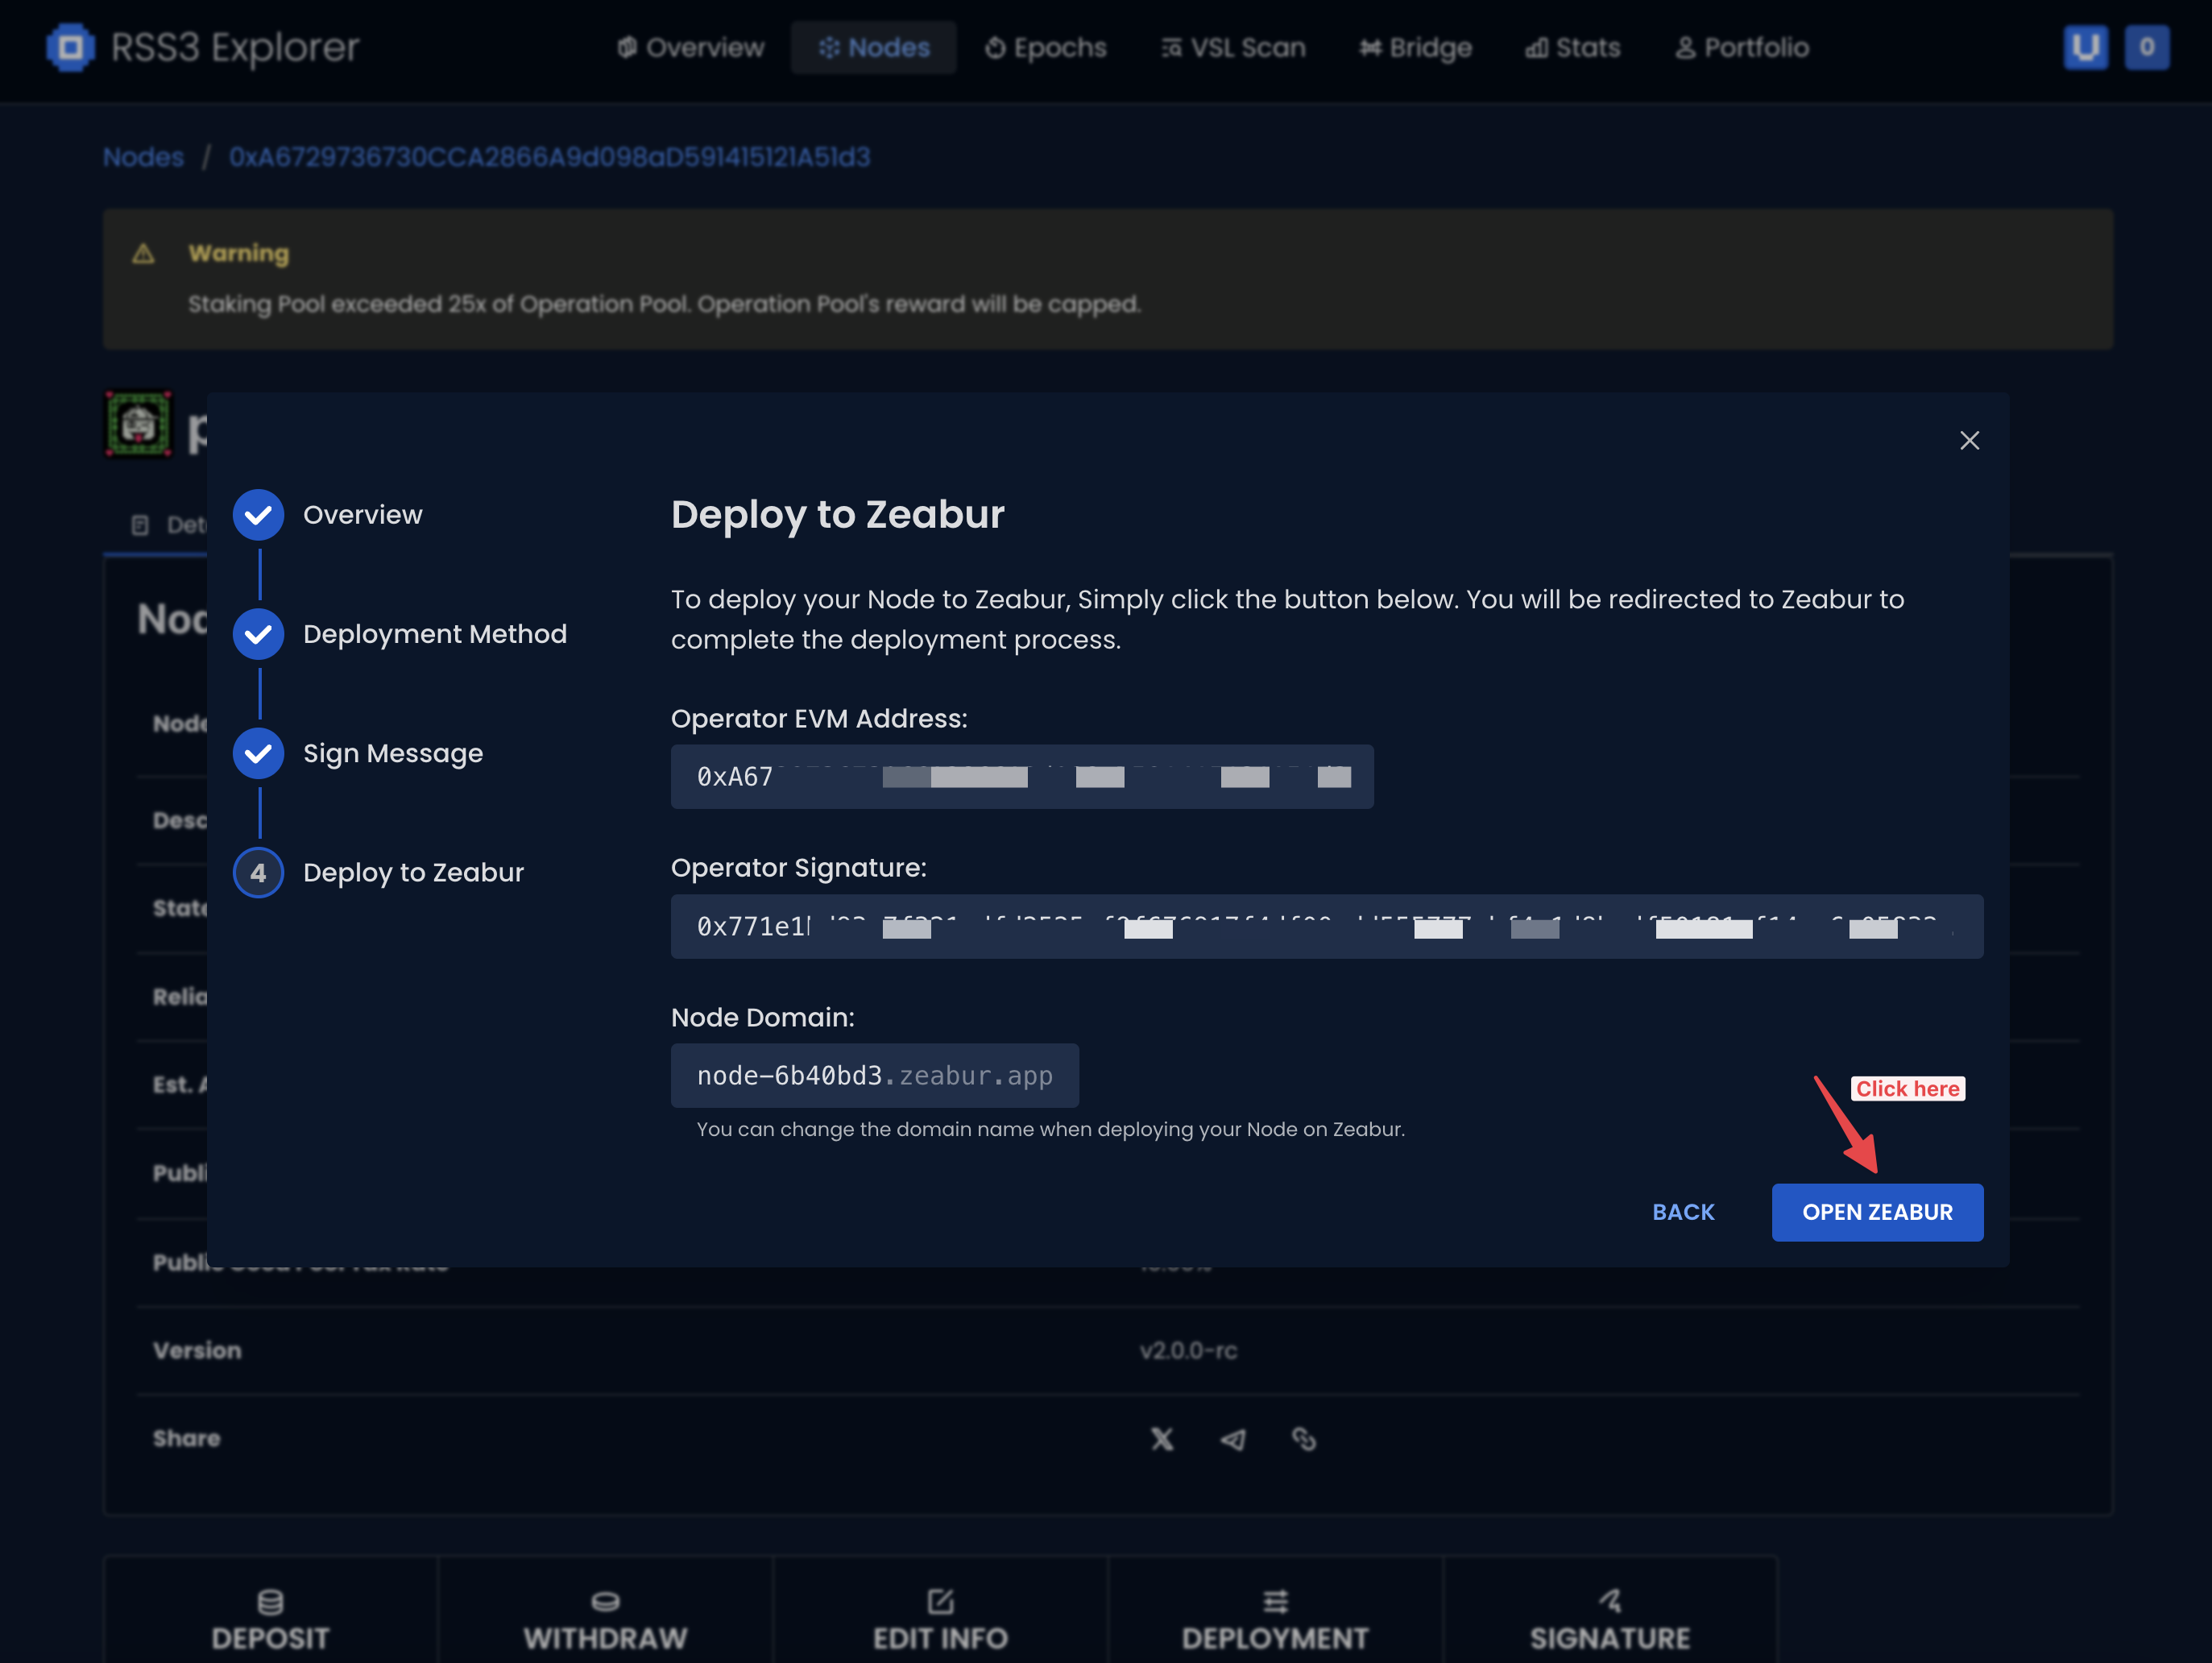 RSS3 Explorer
Overview
Nodes
Epochs
VSL Scan
Bridge
Stats
Portfolio
0
Nodes / 0xA6729736730CCA2866A9d098aD591415121A51d3
Warning
Staking Pool exceeded 25x of Operation Pool. Operation Pool's reward will be capped.
Overview
Deployment Method
Sign Message
4 Deploy to Zeabur
Deploy to Zeabur
To deploy your Node to Zeabur, Simply click the button below. You will be redirected to Zeabur to
complete the deployment process.
Operator EVM Address:
0xA67
Operator Signature:
0x771e1
Node Domain:
node-6b40bd3.zeabur.app
You can change the domain name when deploying your Node on Zeabur.
Click here
BACK
OPEN ZEABUR
Version
v2.0.0-rc
Share
DEPOSIT
WITHDRAW
EDIT INFO
DEPLOYMENT
SIGNATURE